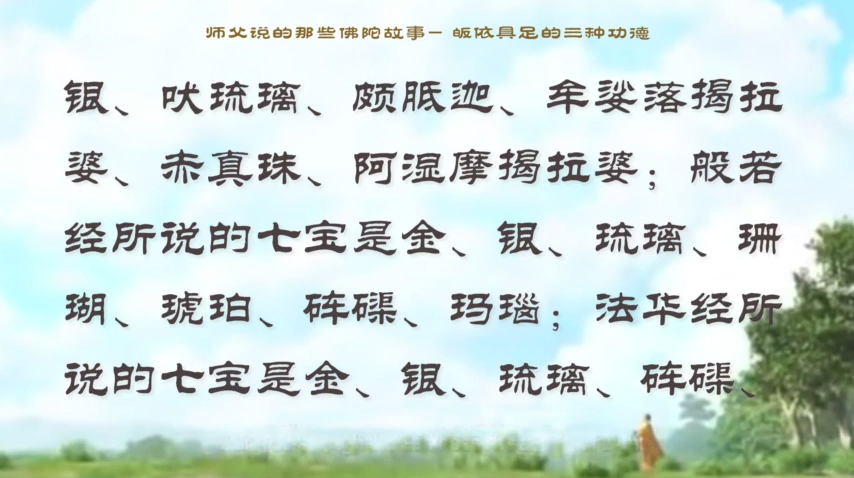 师父说的那些佛陀故事- 皈依具足的三种功德
银、吠琉璃、颇胝迦、牟娑落揭拉
婆、赤真珠、阿湿摩揭拉婆；般若
经所说的七宝是金、银、琉璃、珊
瑚、琥珀、砗磲、玛瑙；法华经所
说的七宝是金、银、琉璃、砗磲、